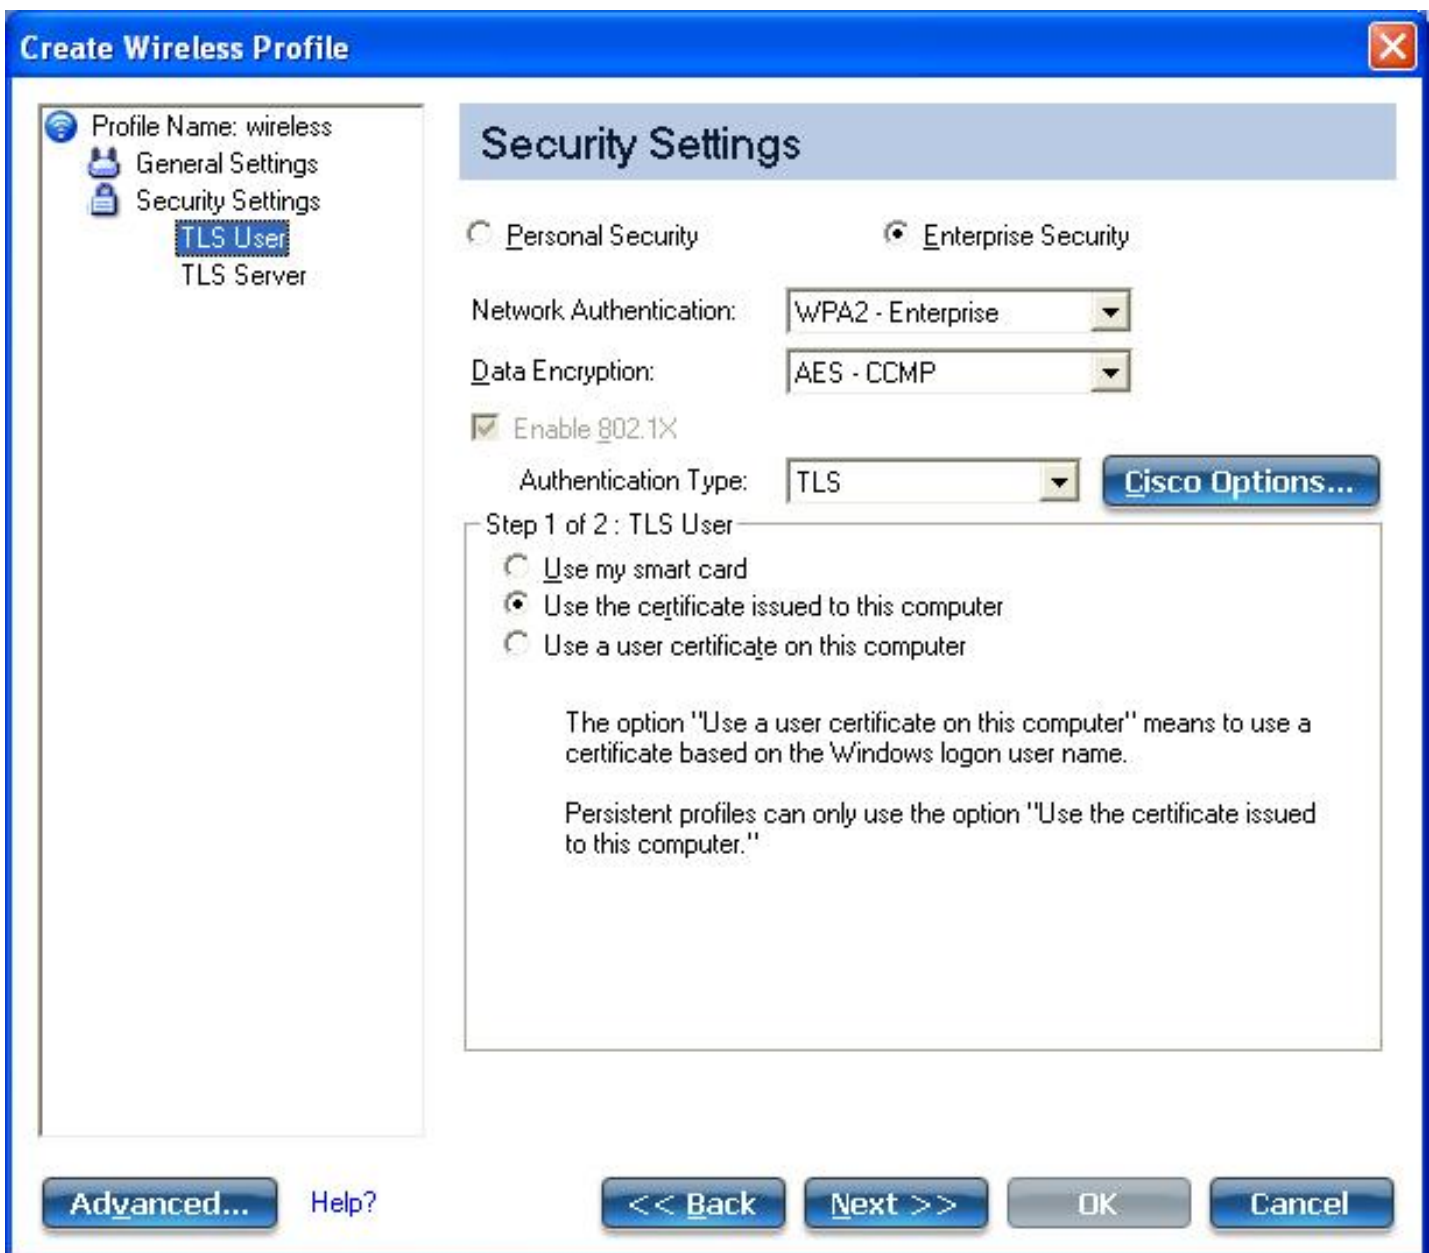 Create Wireless Profile
Profile Name: wireless
General Settings
Security Settings
TLS User
TLS Server
Security Settings
Personal Security
Enterprise Security
Network Authentication:
WPA2 - Enterprise
Data Encryption:
AES - CCMP
Enable 802.1X
Authentication Type:
TLS
Cisco Options...
Step 1 of 2 : TLS User
Use my smart card
Use the certificate issued to this computer
Use a user certificate on this computer
The option "Use a user certificate on this computer" means to use a
certificate based on the Windows logon user name.
Persistent profiles can only use the option "Use the certificate issued
to this computer."
Advanced...
Help?
<< Back
Next >>
OK
Cancel